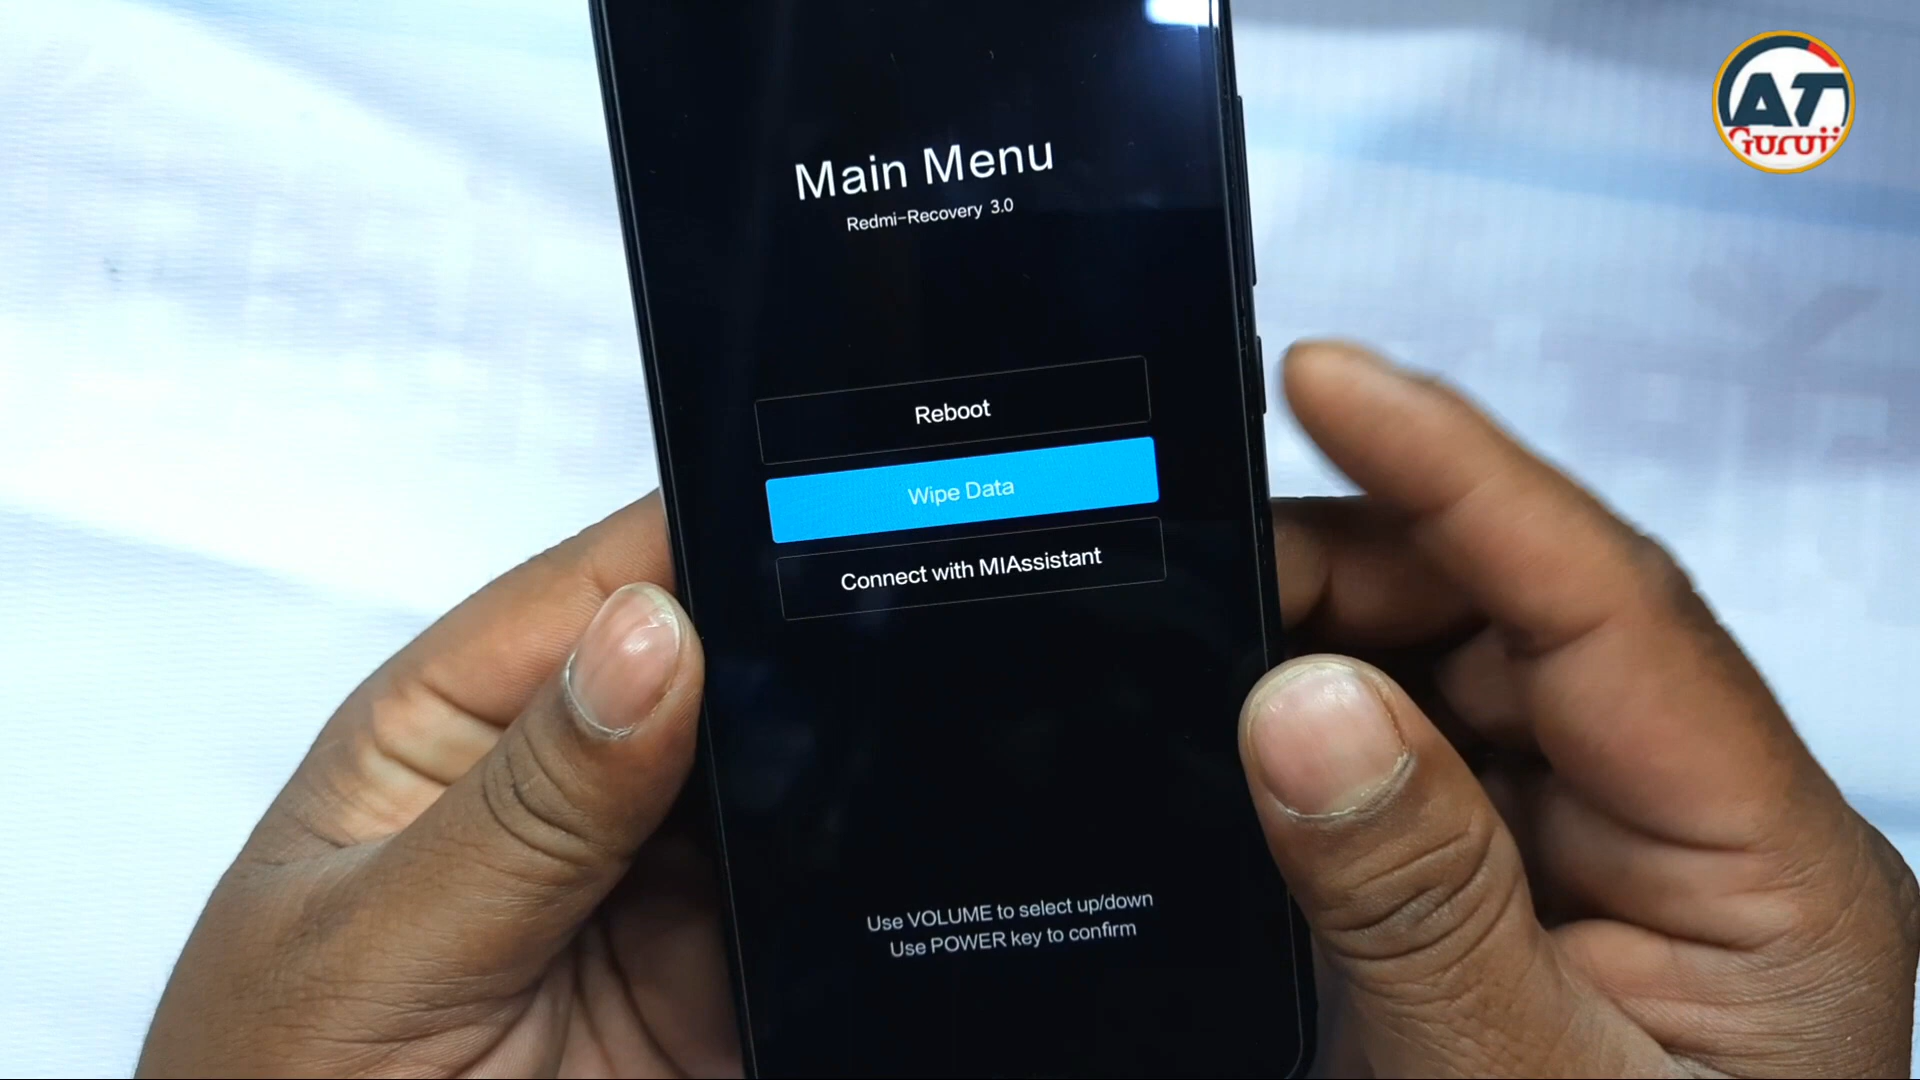 AT
Guruji
Main Menu
Redmi-Recovery 3.0
Reboot
Wipe Data
Connect with MIAssistant
Use VOLUME to select up/down
Use POWER key to confirm